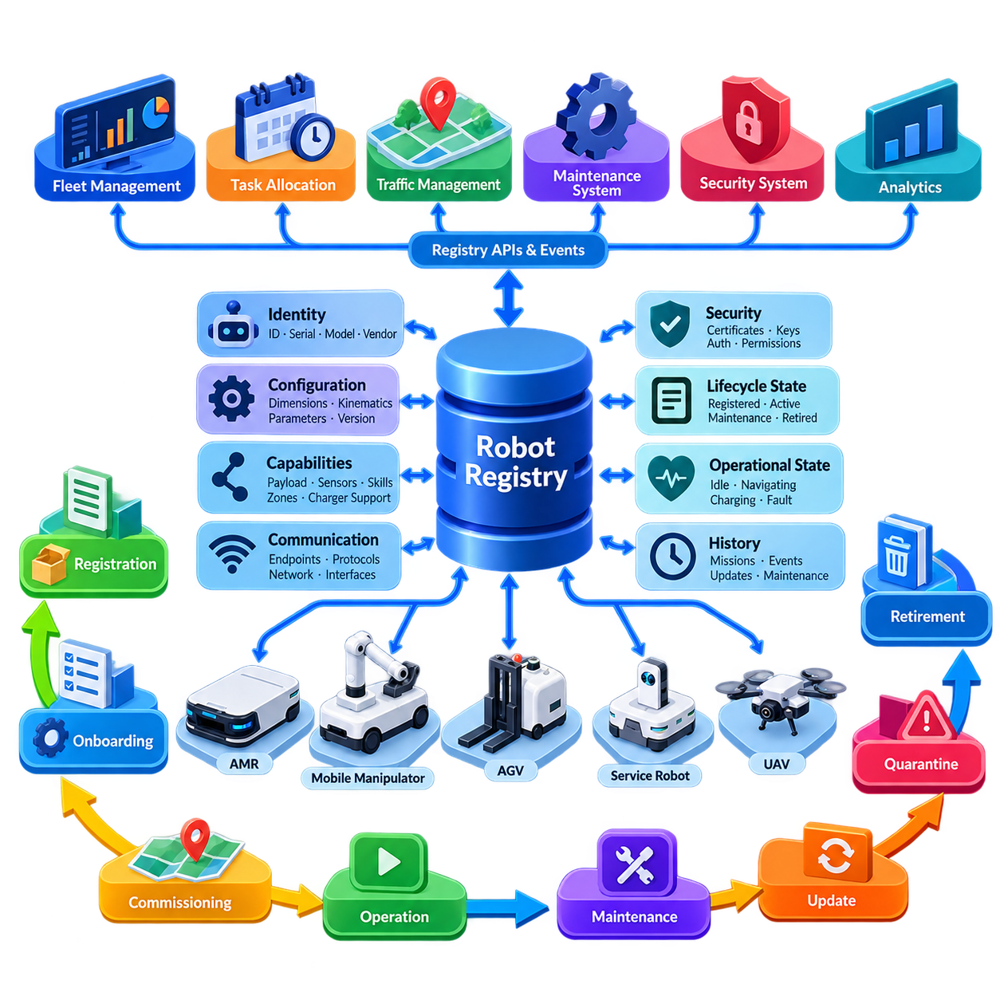 Fleet Management
Task Allocation
Traffic Management
Maintenance
System
Security System
Analytics
Registry APIs & Events
Identity
ID · Serial · Model · Vendor
Configuration
Dimensions · Kinematics
Parameters · Version
Capabilities
Payload · Sensors · Skills
Zones · Charger Support
Communication
Endpoints · Protocols
Network · Interfaces
Robot
Registry
Security
Certificates · Keys
Auth · Permissions
Lifecycle State
Registered · Active
Maintenance · Retired
Operational State
Idle · Navigating
Charging · Fault
History
Missions · Events
Updates · Maintenance
Registration
Onboarding
AMR
Mobile Manipulator
AGV
Service Robot
UAV
Retirement
Quarantine
Commissioning
Operation
Maintenance
Update